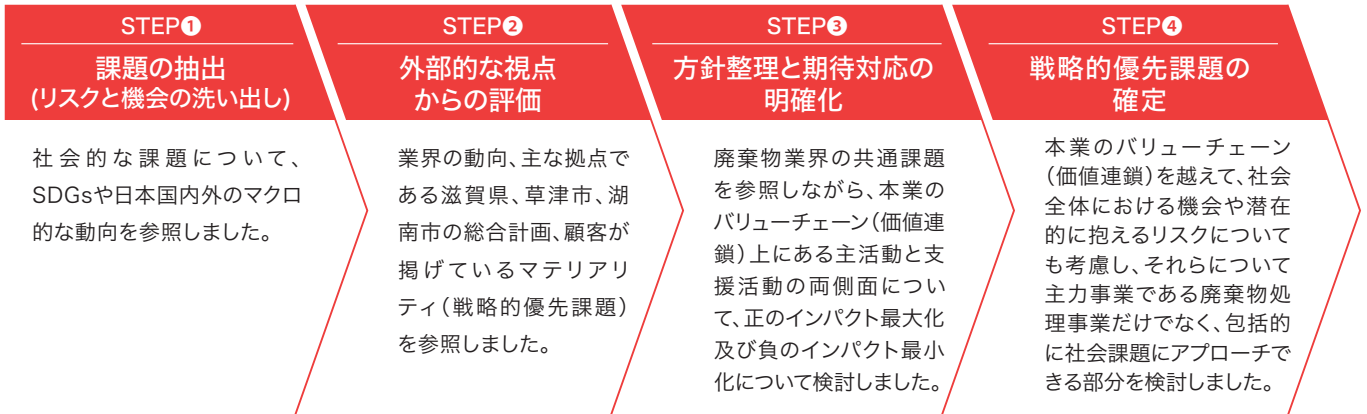 STEP❶
課題の抽出
(リスクと機会の洗い出し)
社会的な課題について、
SDGsや日本国内外のマクロ
的な動向を参照しました。
STEP❷
外部的な視点
からの評価
業界の動向、主な拠点で
ある滋賀県、草津市、湖
南市の総合計画、顧客が
掲げているマテリアリ
ティ(戦略的優先課題)
を参照しました。
STEP❸
方針整理と期待対応の
明確化
廃棄物業界の共通課題
を参照しながら、本業の
バリューチェーン(価値連
鎖)上にある主活動と支
援活動の両側面につい
て、正のインパクト最大化
及び負のインパクト最小
化について検討しました。
STEP❹
戦略的優先課題の
確定
本業のバリューチェーン
(価値連鎖)を越えて、社会
全体における機会や潜在
的に抱えるリスクについて
も考慮し、それらについて
主力事業である廃棄物処
理事業だけでなく、包括的
に社会課題にアプローチで
きる部分を検討しました。